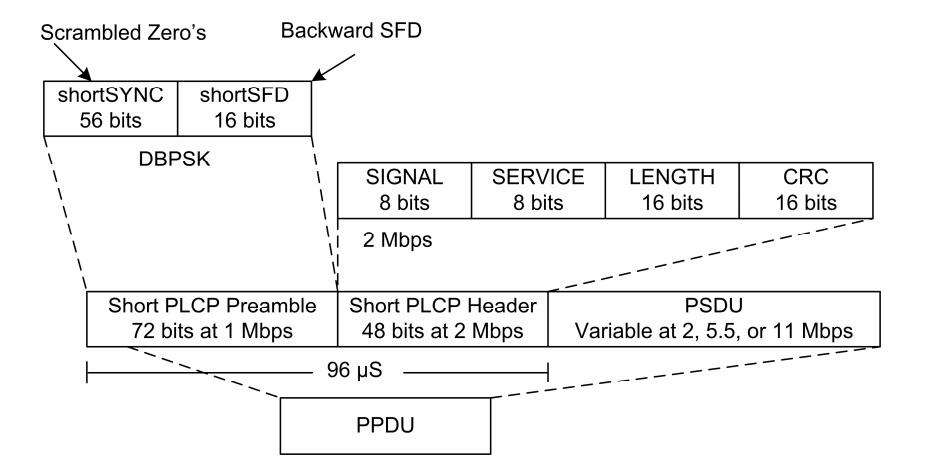 Scrambled Zero's
Backward SFD
shortSYNC
56 bits
shortSFD
16 bits
DBPSK
SIGNAL
8 bits
SERVICE
8 bits
LENGTH
16 bits
CRC
16 bits
2 Mbps
Short PLCP Preamble
72 bits at 1 Mbps
Short PLCP Header
48 bits at 2 Mbps
PSDU
Variable at 2, 5.5, or 11 Mbps
96 µS
PPDU